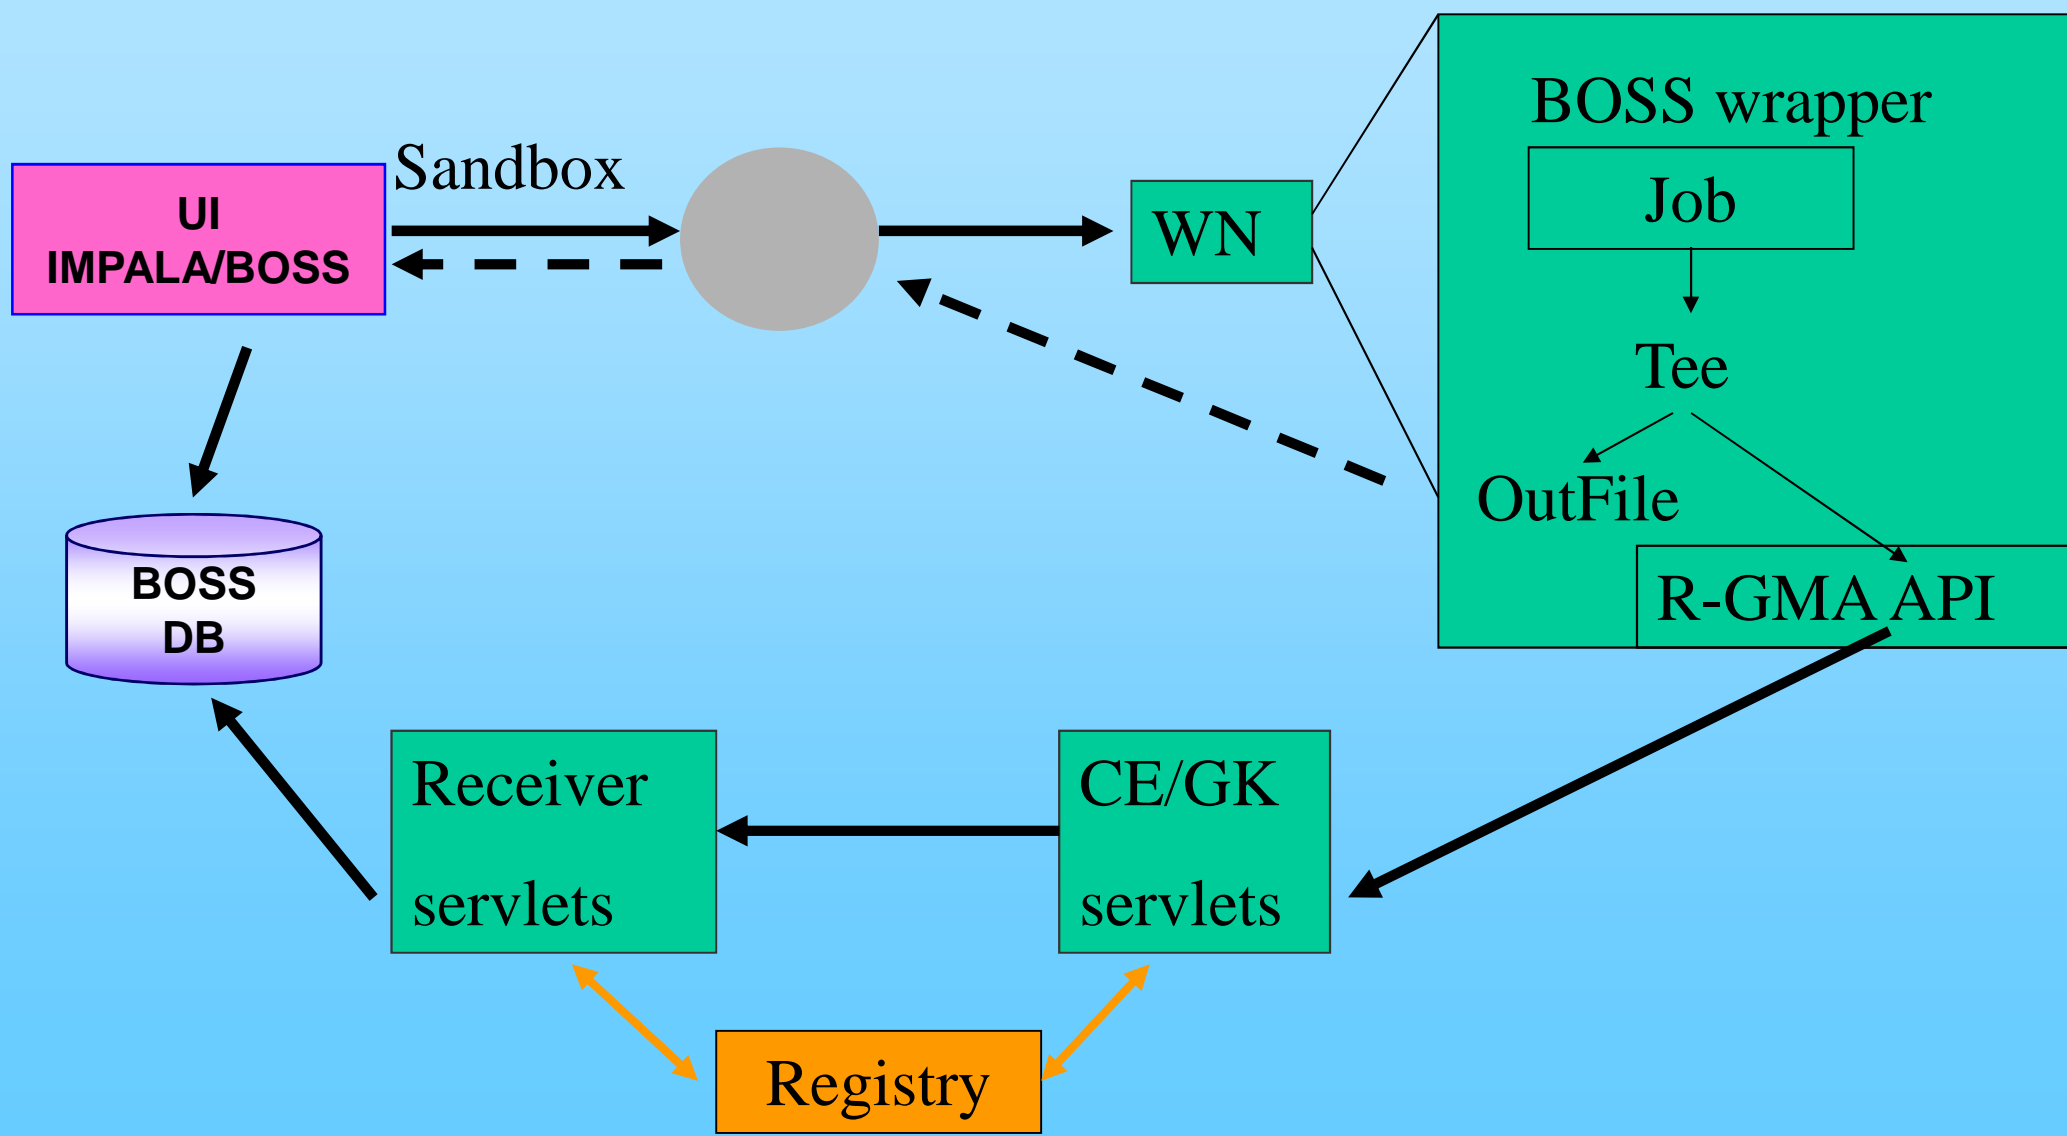 BOSS wrapper
Sandbox
UI
IMPALA/BOSS
WN
Job
Tee
OutFile
BOSS
DB
R-GMA API
Receiver
servlets
CE/GK
servlets
Registry